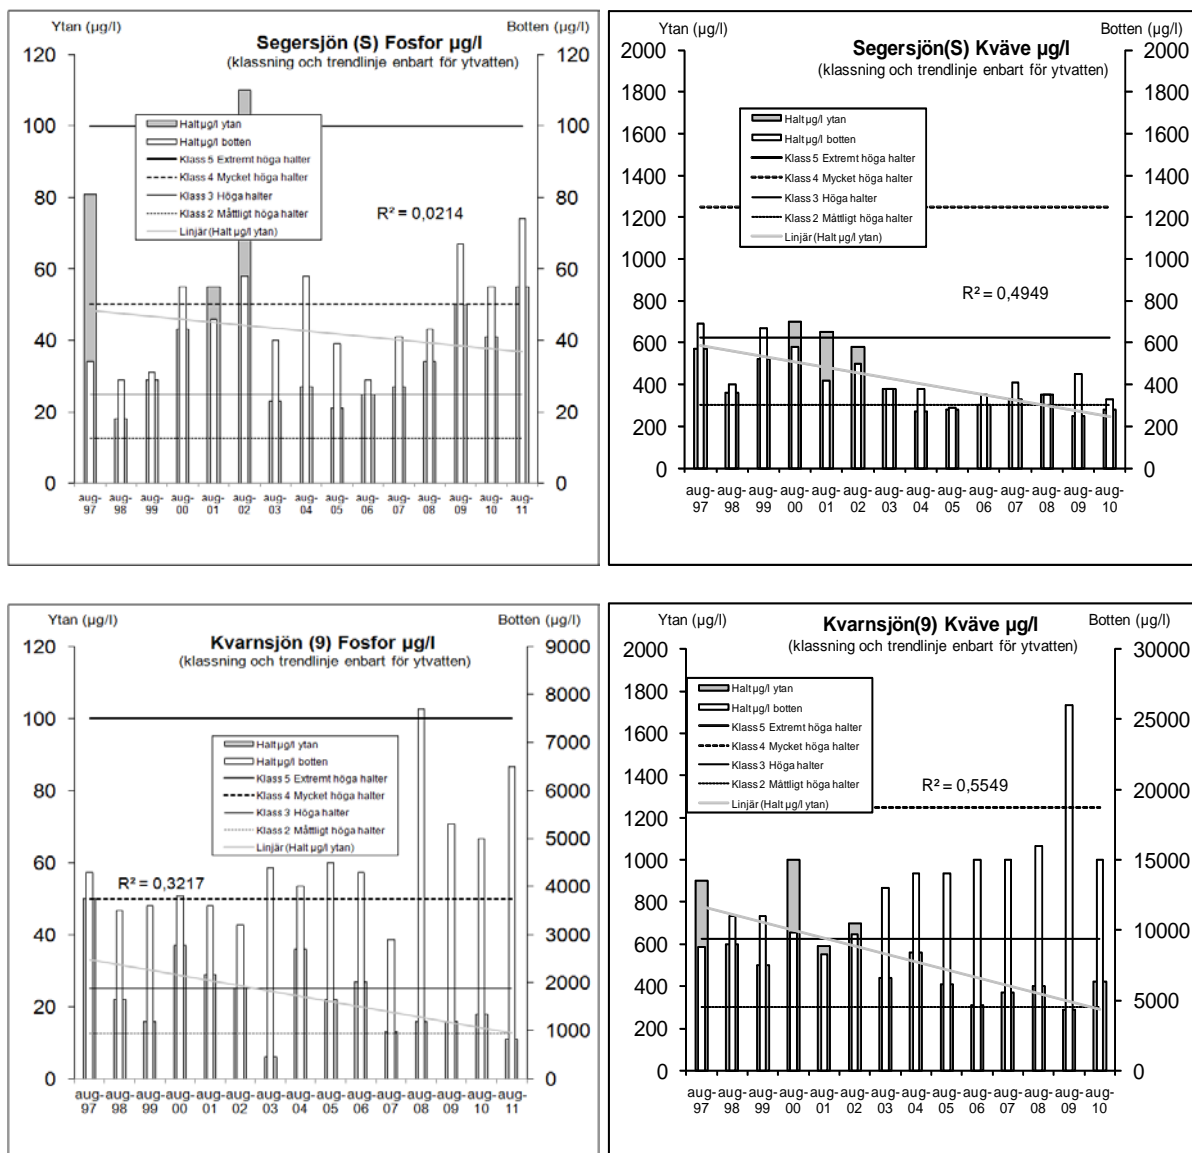 Ytan (µg/l)
Botten (µg/l)
Segersjön (S) Fosfor µg/l
(klassning och trendlinje enbart för ytvatten)
120
100
80
60
40
20
0
120
100
80
60
40
20
0
Halt µg/l ytan
Halt µg/l botten
Klass 5 Extremt höga halter
Klass 4 Mycket höga halter
Klass 3 Höga halter
Klass 2 Måttligt höga halter
Linjär (Halt µg/l ytan)
R² = 0,0214
aug-97 aug-98 aug-99 aug-00 aug-01 aug-02 aug-03 aug-04 aug-05 aug-06 aug-07 aug-08 aug-09 aug-10 aug-11
Ytan (µg/l)
Botten (µg/l)
Segersjön(S) Kväve µg/l
(klassning och trendlinje enbart för ytvatten)
2000
1800
1600
1400
1200
1000
800
600
400
200
0
2000
1800
1600
1400
1200
1000
800
600
400
200
0
Halt µg/l ytan
Halt µg/l botten
Klass 5 Extremt höga halter
Klass 4 Mycket höga halter
Klass 3 Höga halter
Klass 2 Måttligt höga halter
Linjär (Halt µg/l ytan)
R² = 0,4949
aug-97 aug-98 aug-99 aug-00 aug-01 aug-02 aug-03 aug-04 aug-05 aug-06 aug-07 aug-08 aug-09 aug-10
Ytan (µg/l)
Botten (µg/l)
Kvarnsjön (9) Fosfor µg/l
(klassning och trendlinje enbart för ytvatten)
120
100
80
60
40
20
0
9000
8000
7000
6000
5000
4000
3000
2000
1000
0
Halt µg/l ytan
Halt µg/l botten
Klass 5 Extremt höga halter
Klass 4 Mycket höga halter
Klass 3 Höga halter
Klass 2 Måttligt höga halter
Linjär (Halt µg/l ytan)
R² = 0,3217
aug-97 aug-98 aug-99 aug-00 aug-01 aug-02 aug-03 aug-04 aug-05 aug-06 aug-07 aug-08 aug-09 aug-10 aug-11
Ytan (µg/l)
Botten (µg/l)
Kvarnsjön(9) Kväve µg/l
(klassning och trendlinje enbart för ytvatten)
2000
1800
1600
1400
1200
1000
800
600
400
200
0
30000
25000
20000
15000
10000
5000
0
Halt µg/l ytan
Halt µg/l botten
Klass 5 Extremt höga halter
Klass 4 Mycket höga halter
Klass 3 Höga halter
Klass 2 Måttligt höga halter
Linjär (Halt µg/l ytan)
R² = 0,5549
aug-97 aug-98 aug-99 aug-00 aug-01 aug-02 aug-03 aug-04 aug-05 aug-06 aug-07 aug-08 aug-09 aug-10